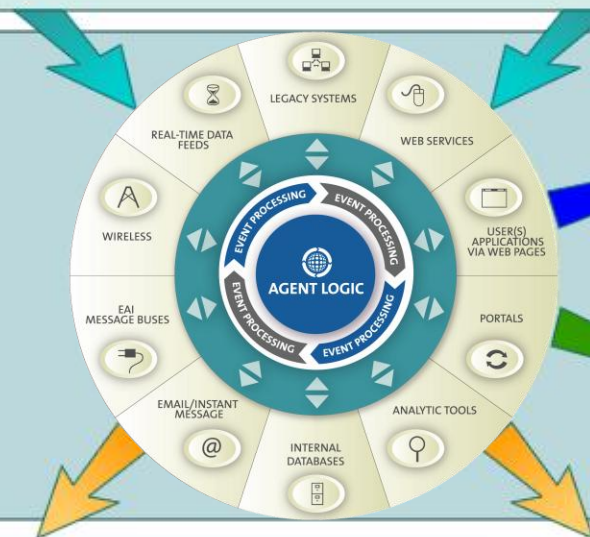 LEGACY SYSTEMS
WEB SERVICES
USER(S)
APPLICATIONS
VIA WEB PAGES
PORTALS
ANALYTIC TOOLS
INTERNAL
DATABASES
EMAIL/INSTANT
MESSAGE
@
EAI
MESSAGE BUSES
WIRELESS
REAL-TIME DATA
FEEDS
EVENT PROCESSING
EVENT PROCESSING
EVENT PROCESSING
EVENT PROCESSING
AGENT LOGIC